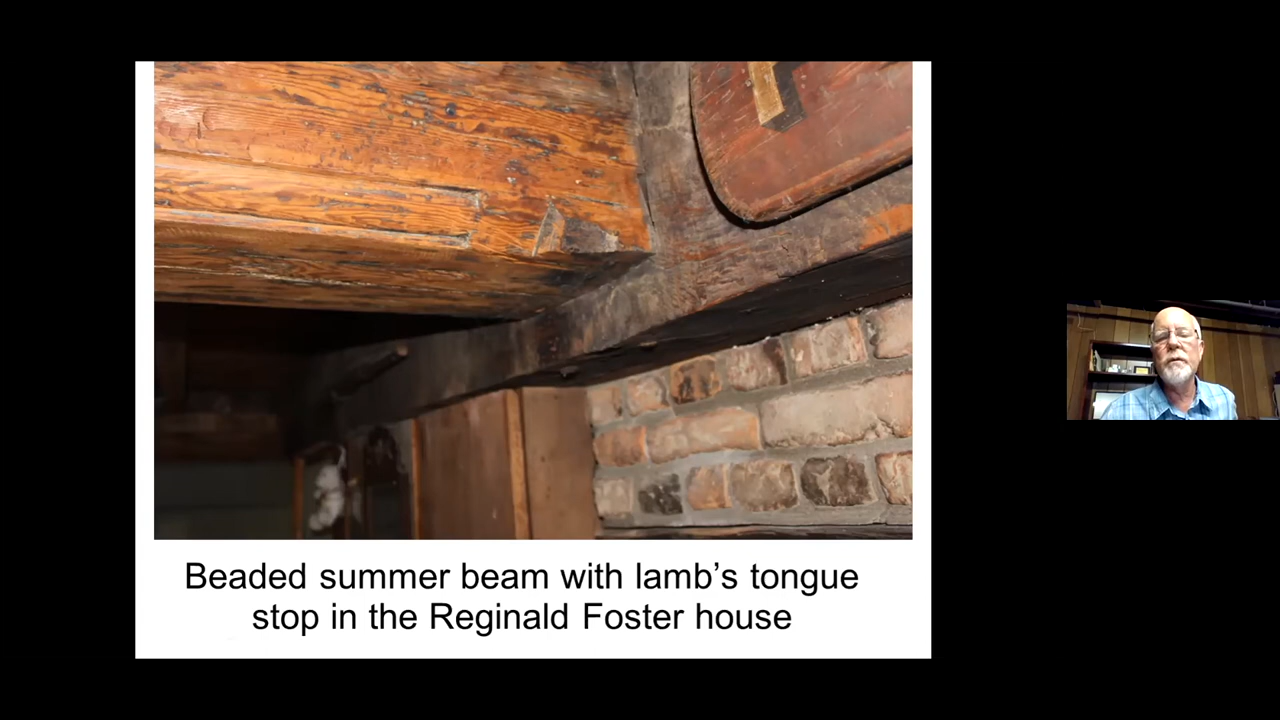 Beaded summer beam with lamb’s tongue
stop in the Reginald Foster house